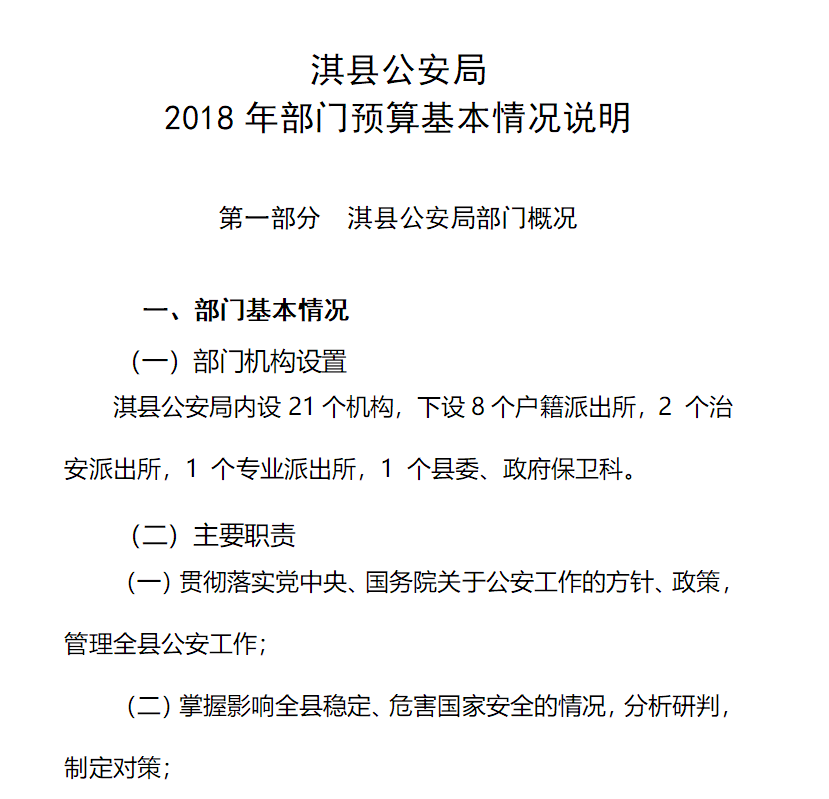 淇县公安局
2018 年部门预算基本情况说明
第一部分　淇县公安局部门概况
一、部门基本情况
（一）部门机构设置
淇县公安局内设 21 个机构，下设 8 个户籍派出所，2 个治
安派出所，1 个专业派出所，1 个县委、政府保卫科。
（二）主要职责
（一）贯彻落实党中央、国务院关于公安工作的方针、政策，
管理全县公安工作；
（二）掌握影响全县稳定、危害国家安全的情况，分析研判，
制定对策；